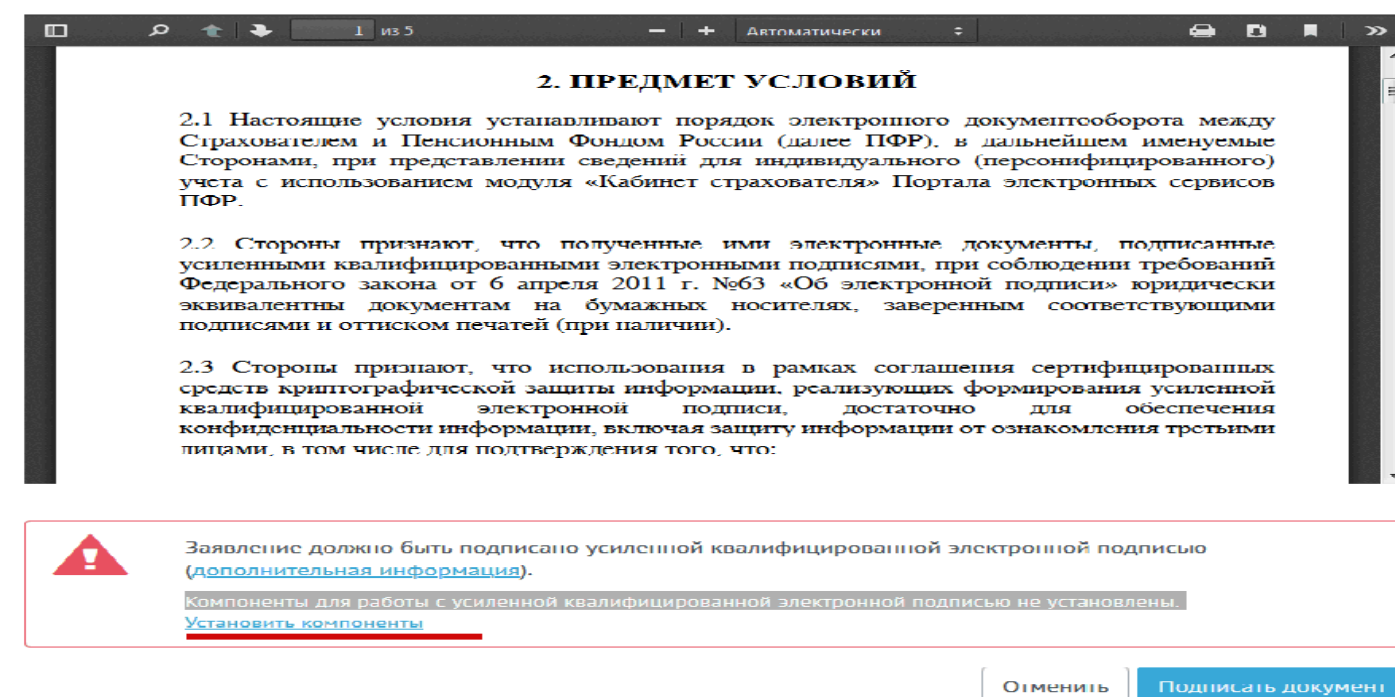 1 из 5 Автоматически
2. ПРЕДМЕТ УСЛОВИЙ
2.1 Настоящие условия устанавливают порядок электронного документооборота между
Страхователем и Пенсионным Фондом России (далее ПФР), в дальнейшем именуемые
Сторонами, при представлении сведений для индивидуального (персонифицированного)
учета с использованием модуля «Кабинет страхователя» Портала электронных сервисов
ПФР.
2.2 Стороны признают, что полученные ими электронные документы, подписанные
усиленными квалифицированными электронными подписями, при соблюдении требований
Федерального закона от 6 апреля 2011 г. №63 «Об электронной подписи» юридически
эквивалентны документам на бумажных носителях, заверенным соответствующими
подписями и оттиском печатей (при наличии).
2.3 Стороны признают, что использования в рамках соглашения сертифицированных
средств криптографической защиты информации, реализующих формирования усиленной
квалифицированной электронной подписи, достаточно для обеспечения
конфиденциальности информации, включая защиту информации от ознакомления третьими
лицами, в том числе для подтверждения того, что:
Заявление должно быть подписано усиленной квалифицированной электронной подписью
(дополнительная информация).
Компоненты для работы с усиленной квалифицированной электронной подписью не установлены.
Установить компоненты
Отменить Подписать документ